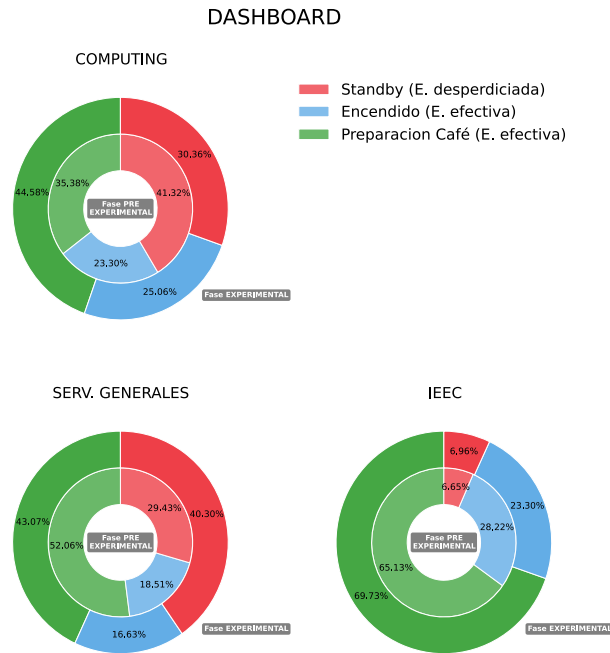 DASHBOARD
COMPUTING
Standby (E. desperdiciada)
Encendido (E. efectiva)
Preparacion Café (E. efectiva)
30,36%
44,58%
35,38%
41.32%
Fase PRE
EXPERIMENTAL
23,30%
25.06%
Fase EXPERIMENTAL
SERV. GENERALES
29.43%
40.30%
43.07%
52.06%
Fase PRE
EXPERIMENTAL
18,51%
16.63%
Fase EXPERIMENTAL
IEEC
6,96%
6.65%
23,30%
28,22%
Fase PRE
EXPERIMENTAL
65.13%
69.73%
Fase EXPERIMENTAL